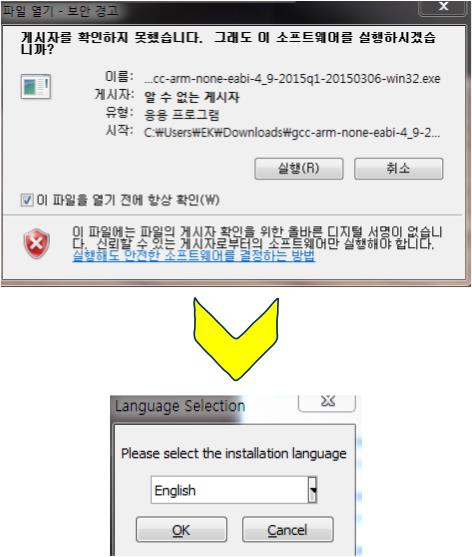 파일 열기 - 보안 경고
게시자를 확인하지 못했습니다. 그래도 이 소프트웨어를 실행하시겠습
니까?
이름: ...cc-arm-none-eabi-4_9-2015q1-20150306-win32.exe
게시자: 알 수 없는 게시자
유형: 응용 프로그램
시작: C:₩Users₩EK₩Downloads₩gcc-arm-none-eabi-4_9-2...
실행(R) 취소
이 파일을 열기 전에 항상 확인(W)
이 파일에는 파일의 게시자 확인을 위한 올바른 디지털 서명이 없습니
다. 신뢰할 수 있는 게시자로부터의 소프트웨어만 실행해야 합니다.
실행해도 안전한 소프트웨어를 결정하는 방법
Language Selection
Please select the installation language
English
OK Cancel